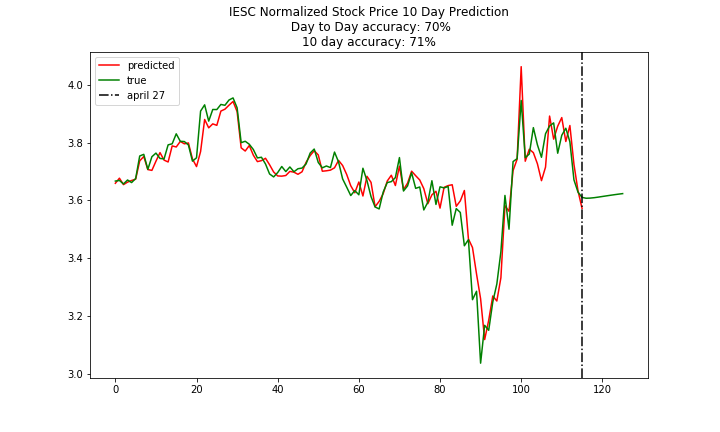 IESC Normalized Stock Price 10 Day Prediction
Day to Day accuracy: 70%
10 day accuracy: 71%
predicted
true
april 27
4.0
3.8
3.6
3.4
3.2
3.0
0 20 40 60 80 100 120